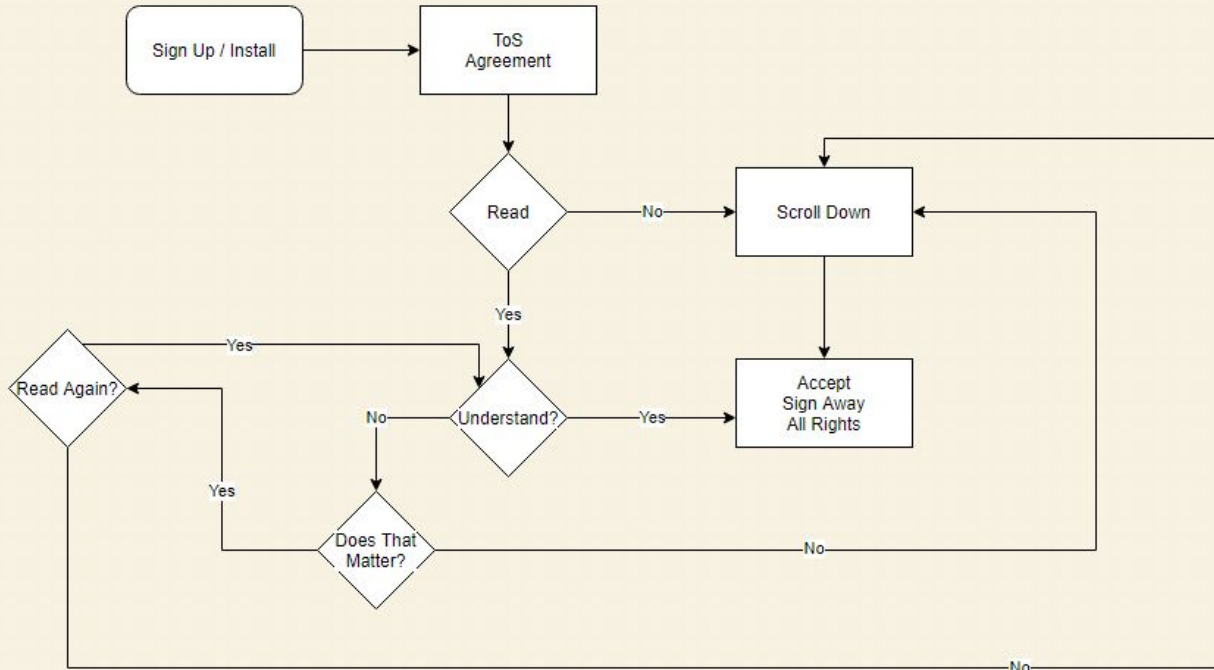 Sign Up / Install
ToS
Agreement
Read
No
Scroll Down
Yes
Yes
Read Again?
Understand?
No
Yes
Accept
Sign Away
All Rights
Yes
Does That
Matter?
No
No